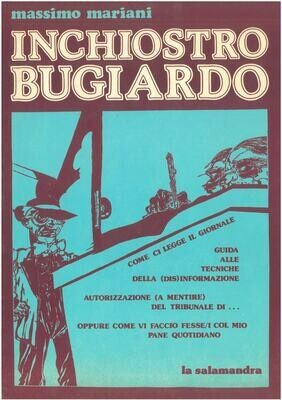 massimo mariani
INCHIOSTRO
BUGIARDO
COME CI LEGGE IL GIORNALE
GUIDA
ALLE
TECNICHE
DELLA (DIS)INFORMAZIONE
AUTORIZZAZIONE (A MENTIRE)
DEL TRIBUNALE DI ...
OPPURE COME VI FACCIO FESSE/I COL MIO
PANE QUOTIDIANO
la salamandra